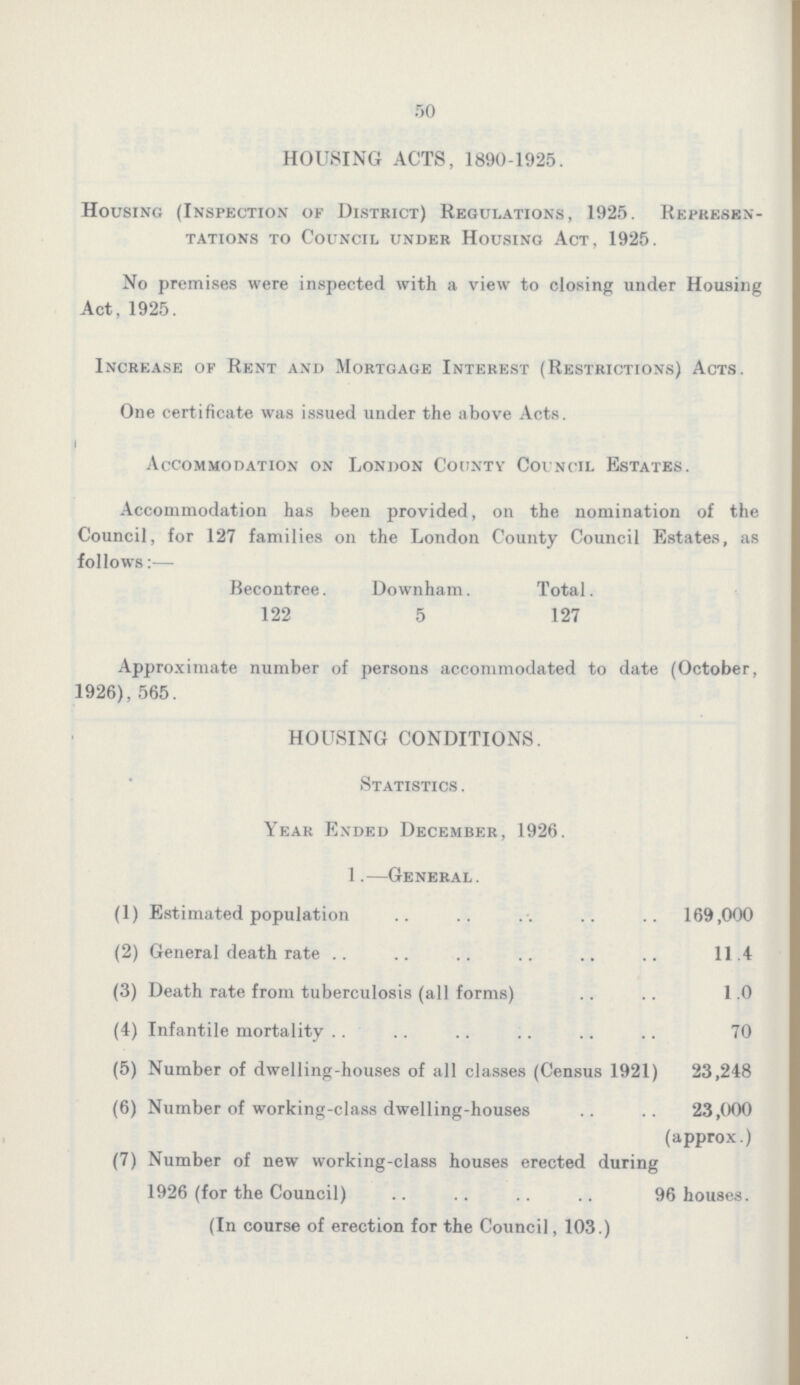 50
HOUSING ACTS, 1890-1925.
Housing (Inspection of District) Regulations, 1925. Represen-
tations to Council under Housing Act, 1925.
No premises were inspected with a view to closing under Housing
Act, 1925.
Increase of Rent and Mortgage Interest (Restrictions) Acts.
One certificate was issued under the above Acts.
Accommodation on London County Council Estates.
Accommodation has been provided, on the nomination of the
Council, for 127 families on the London County Council Estates, as
follows:—
Becontree. Downham. Total.
122 5 127
Approximate number of persons accommodated to date (October,
1926), 565.
HOUSING CONDITIONS.
Statistics.
Year Ended December, 1926.
1.—General.
(1) Estimated population .. .. .. .. .. 169,000
(2) General death rate .. .. .. .. .. .. 11.4
(3) Death rate from tuberculosis (all forms) .. .. 1.0
(4) Infantile mortality .. .. .. .. .. .. 70
(5) Number of dwelling-houses of all classes (Census 1921) 23,248
(6) Number of working-class dwelling-houses .. .. 23,000
(approx.)
(7) Number of new working-class houses erected during
1926 (for the Council) .. .. .. .. 96 houses.
(In course of erection for the Council, 103.)